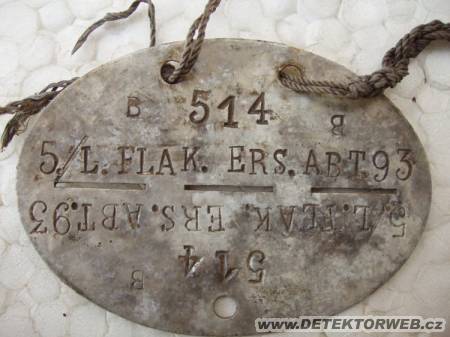 B 514 B
5./L. FLAK. ERS. ABT.93
5./L. FLAK. ERS. ABT.93
514
B
WWW.DETEKTORWEB.CZ